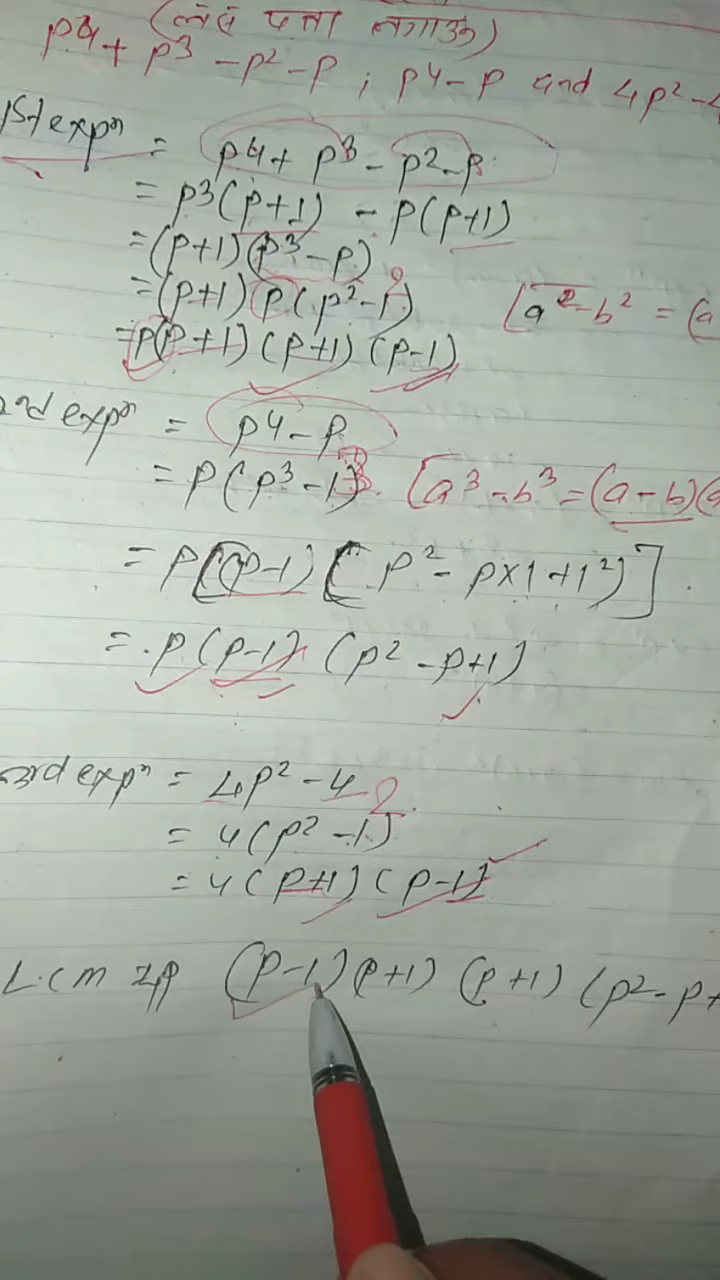 (ल.स. पत्ता लगाऊ)
p4 + p3 - p2 - p ; p4 - p and 4p2 - 4
1st expn = p4 + p3 - p2 - p
= p3(p+1) - p(p+1)
= (p+1)(p3 - p)
= (p+1) p(p2 - 1) [a2 - b2 = (a
= p(p+1)(p+1)(p-1)
2nd expn = p4 - p
= p(p3 - 1) [a3 - b3 = (a - b)(a
= p[(p-1)(p2 - p×1 + 12)]
= p(p-1)(p2 - p+1)
3rd expn = 4p2 - 4
= 4(p2 - 1)
= 4(p+1)(p-1)
L.cm (p-1)(p+1)(p+1)(p2 - p+